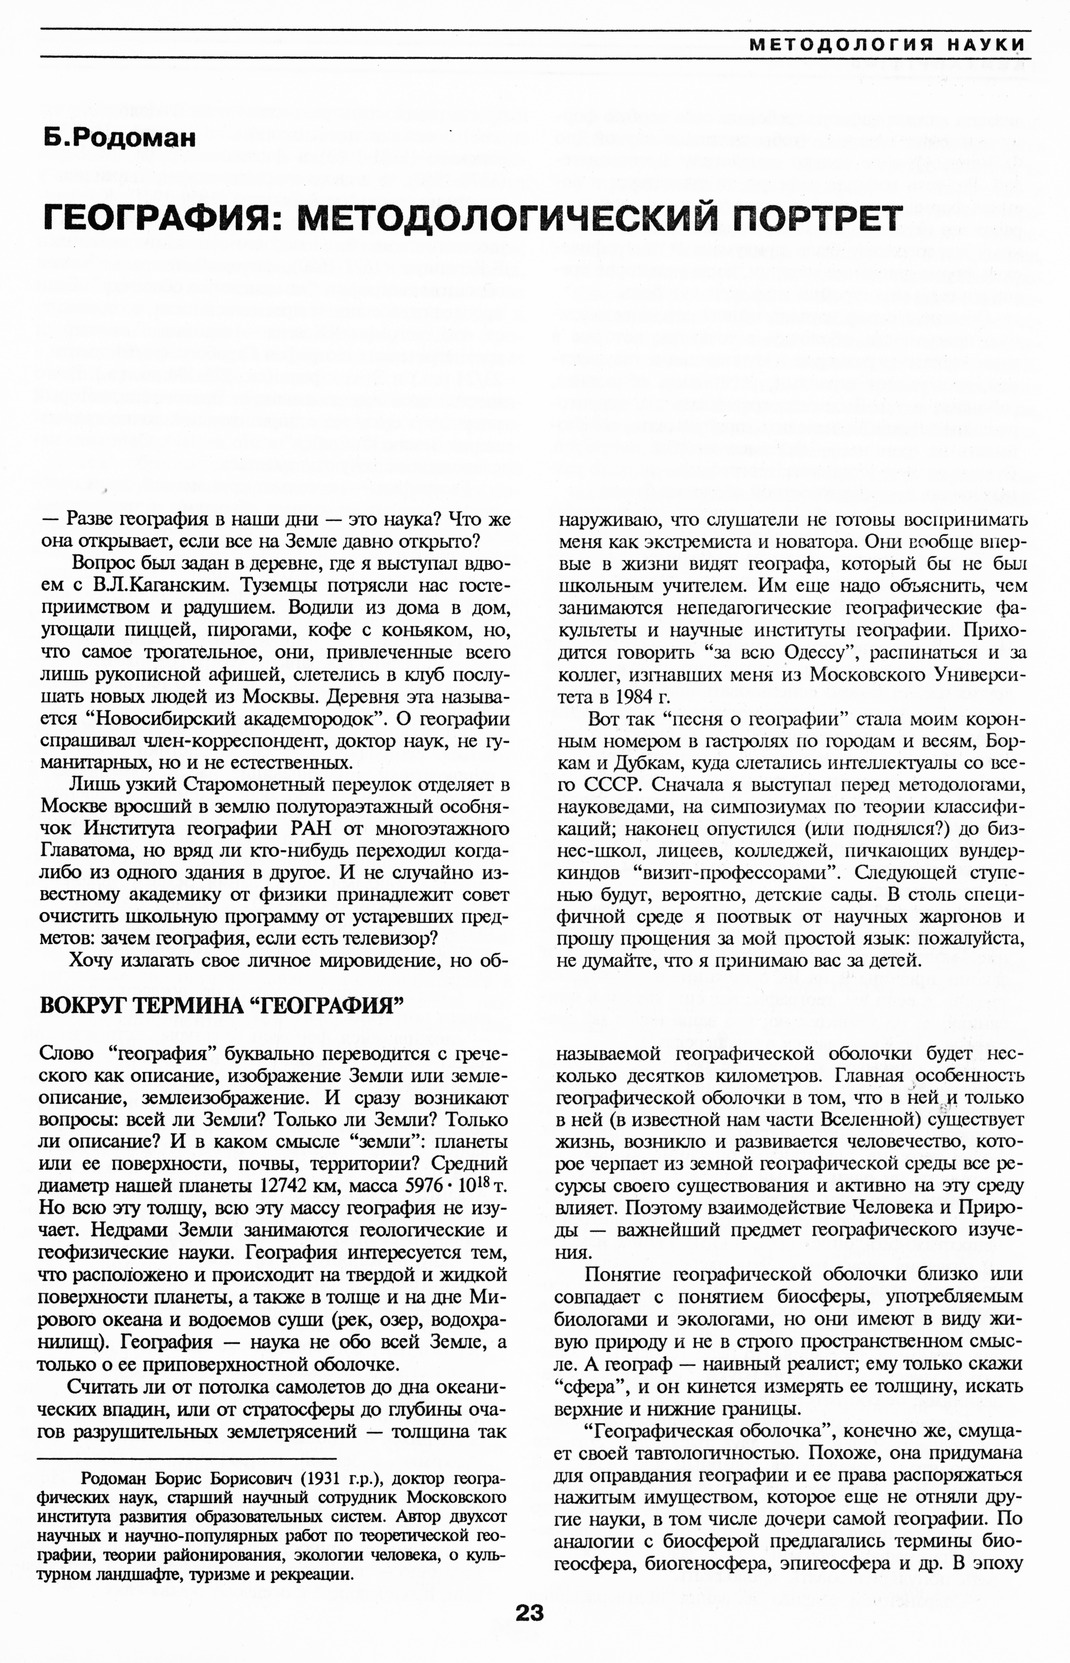 МЕТОДОЛОГИЯ НАУКИ
Б.Родоман
ГЕОГРАФИЯ: МЕТОДОЛОГИЧЕСКИЙ ПОРТРЕТ
— Разве география в наши дни — это наука? Что же
она открывает, если все на Земле давно открыто?
Вопрос был задан в деревне, где я выступал вдво-
ем с В.Л.Каганским. Туземцы потрясли нас госте-
приимством и радушием. Водили из дома в дом,
угощали пиццей, пирогами, кофе с коньяком, но,
что самое трогательное, они, привлеченные всего
лишь рукописной афишей, слетелись в клуб послу-
шать новых людей из Москвы. Деревня эта называ-
ется “Новосибирский академгородок”. О географии
спрашивал член-корреспондент, доктор наук, не гу-
манитарных, но и не естественных.
Лишь узкий Старомонетный переулок отделяет в
Москве вросший в землю полутораэтажный особня-
чок Института географии РАН от многоэтажного
Главатома, но вряд ли кто-нибудь переходил когда-
либо из одного здания в другое. И не случайно из-
вестному академику от физики принадлежит совет
очистить школьную программу от устаревших пред-
метов: зачем география, если есть телевизор?
Хочу излагать свое личное мировидение, но об-
наруживаю, что слушатели не готовы воспринимать
меня как экстремиста и новатора. Они вообще впер-
вые в жизни видят географа, который бы не был
школьным учителем. Им еще надо объяснить, чем
занимаются непедагогические географические фа-
культеты и научные институты географии. Прихо-
дится говорить “за всю Одессу”, распинаться и за
коллег, изгнавших меня из Московского Универси-
тета в 1984 г.
Вот так “песня о географии” стала моим корон-
ным номером в гастролях по городам и весям, Бор-
кам и Дубкам, куда слетались интеллектуалы со все-
го СССР. Сначала я выступал перед методологами,
науковедами, на симпозиумах по теории классифи-
каций; наконец опустился (или поднялся?) до биз-
нес-школ, лицеев, колледжей, пичкающих вундер-
киндов “визит-профессорами”. Следующей ступе-
нью будут, вероятно, детские сады. В столь специ-
фичной среде я поотвык от научных жаргонов и
прошу прощения за мой простой язык: пожалуйста,
не думайте, что я принимаю вас за детей.
ВОКРУГ ТЕРМИНА “ГЕОГРАФИЯ”
Слово “география” буквально переводится с грече-
ского как описание, изображение Земли или земле-
описание, землеизображение. И сразу возникают
вопросы: всей ли Земли? Только ли Земли? Только
ли описание? И в каком смысле “земли”: планеты
или ее поверхности, почвы, территории? Средний
диаметр нашей планеты 12742 км, масса 5976 · 10¹⁸ т.
Но всю эту толщу, всю эту массу география не изу-
чает. Недрами Земли занимаются геологические и
геофизические науки. География интересуется тем,
что расположено и происходит на твердой и жидкой
поверхности планеты, а также в толще и на дне Ми-
рового океана и водоемов суши (рек, озер, водохра-
нилищ). География — наука не обо всей Земле, а
только о ее приповерхностной оболочке.
Считать ли от потолка самолетов до дна океани-
ческих впадин, или от стратосферы до глубины оча-
гов разрушительных землетрясений — толщина так
называемой географической оболочки будет нес-
колько десятков километров. Главная особенность
географической оболочки в том, что в ней и только
в ней (в известной нам части Вселенной) существует
жизнь, возникло и развивается человечество, кото-
рое черпает из земной географической среды все ре-
сурсы своего существования и активно на эту среду
влияет. Поэтому взаимодействие Человека и Приро-
ды — важнейший предмет географического изуче-
ния.
Понятие географической оболочки близко или
совпадает с понятием биосферы, употребляемым
биологами и экологами, но они имеют в виду жи-
вую природу и не в строго пространственном смыс-
ле. А географ — наивный реалист; ему только скажи
“сфера”, и он кинется измерять ее толщину, искать
верхние и нижние границы.
“Географическая оболочка”, конечно же, смуща-
ет своей тавтологичностью. Похоже, она придумана
для оправдания географии и ее права распоряжаться
нажитым имуществом, которое еще не отняли дру-
гие науки, в том числе дочери самой географии. По
аналогии с биосферой предлагались термины био-
геосфера, биогеносфера, эпигеосфера и др. В эпоху
Родоман Борис Борисович (1931 г.р.), доктор геогра-
фических наук, старший научный сотрудник Московского
института развития образовательных систем. Автор двухсот
научных и научно-популярных работ по теоретической гео-
графии, теории районирования, экологии человека, о куль-
турном ландшафте, туризме и рекреации.
23